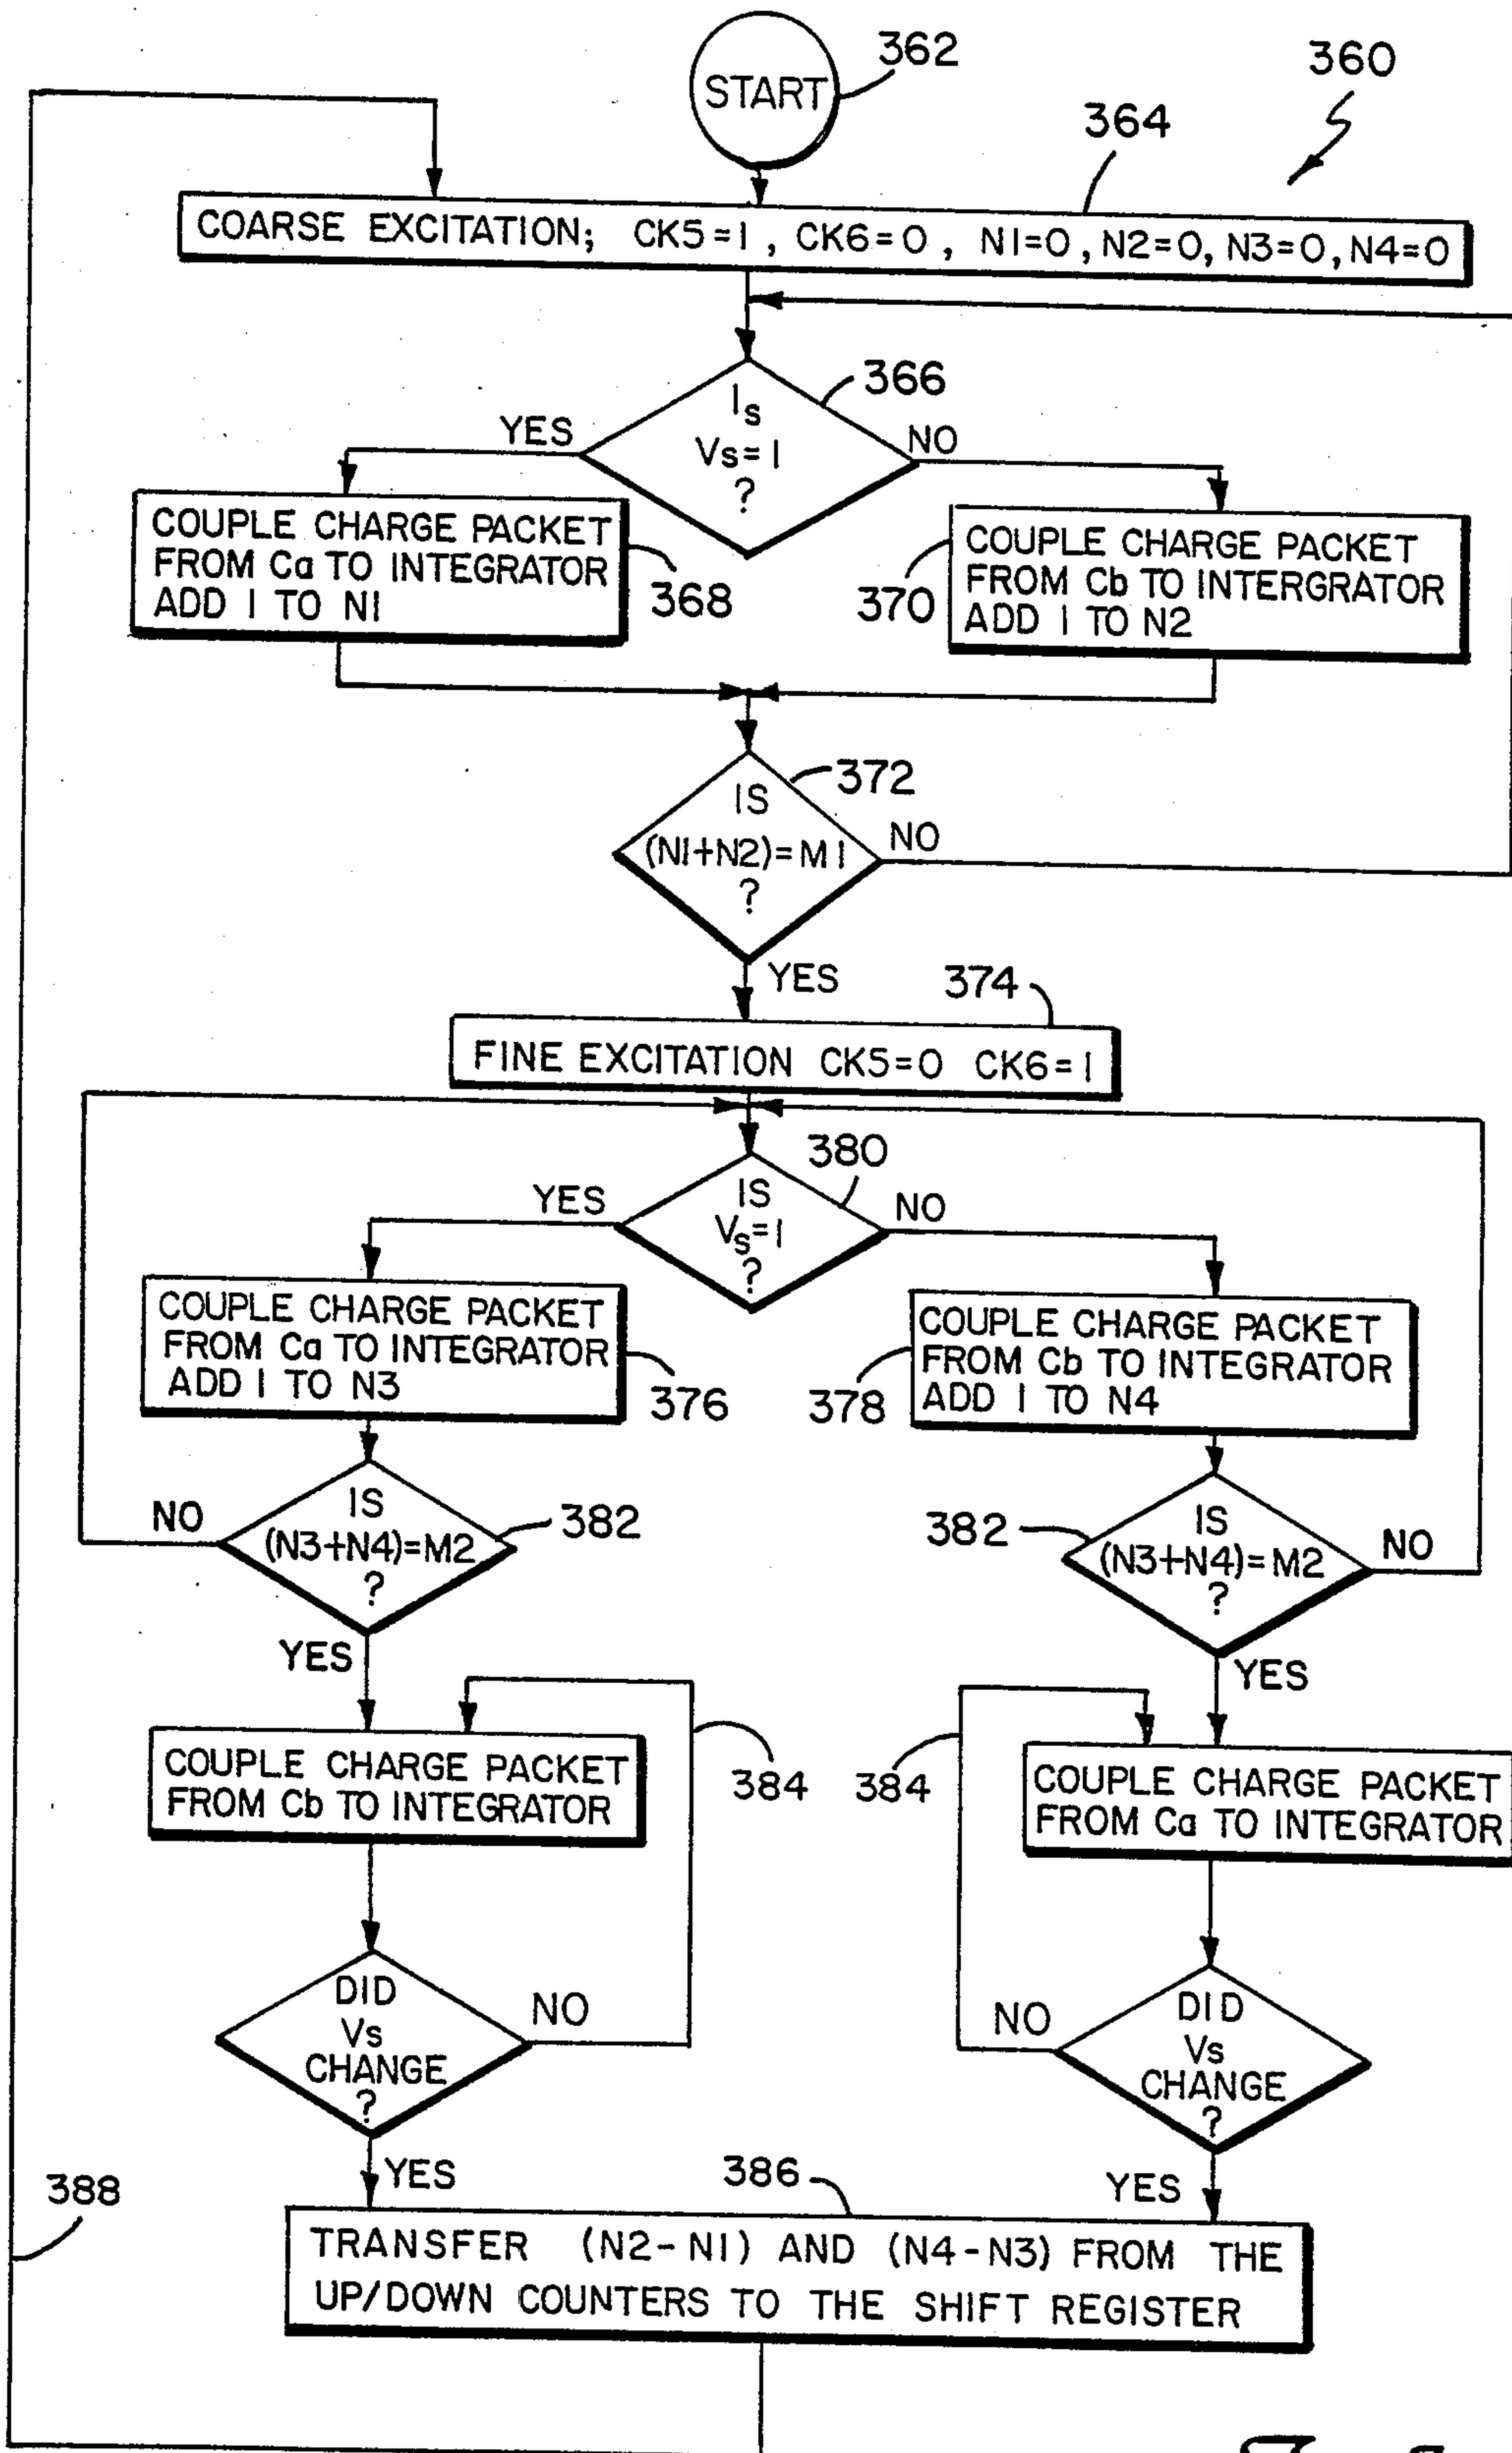 START
362
360
364
COARSE EXCITATION; CK5=1, CK6=0, N1=0, N2=0, N3=0, N4=0
366
Is
Vs=1
?
YES
NO
COUPLE CHARGE PACKET
FROM Ca TO INTEGRATOR
ADD 1 TO N1
368
370
COUPLE CHARGE PACKET
FROM Cb TO INTERGRATOR
ADD 1 TO N2
372
IS
(N1+N2)=M1
?
NO
YES
374
FINE EXCITATION CK5=0 CK6=1
380
IS
Vs=1
?
YES
NO
COUPLE CHARGE PACKET
FROM Ca TO INTEGRATOR
ADD 1 TO N3
376
378
COUPLE CHARGE PACKET
FROM Cb TO INTEGRATOR
ADD 1 TO N4
NO
IS
(N3+N4)=M2
?
382
382
IS
(N3+N4)=M2
?
NO
YES
YES
COUPLE CHARGE PACKET
FROM Cb TO INTEGRATOR
384
384
COUPLE CHARGE PACKET
FROM Ca TO INTEGRATOR
DID
Vs
CHANGE
?
NO
NO
DID
Vs
CHANGE
?
YES
386
YES
388
TRANSFER (N2-N1) AND (N4-N3) FROM THE
UP/DOWN COUNTERS TO THE SHIFT REGISTER